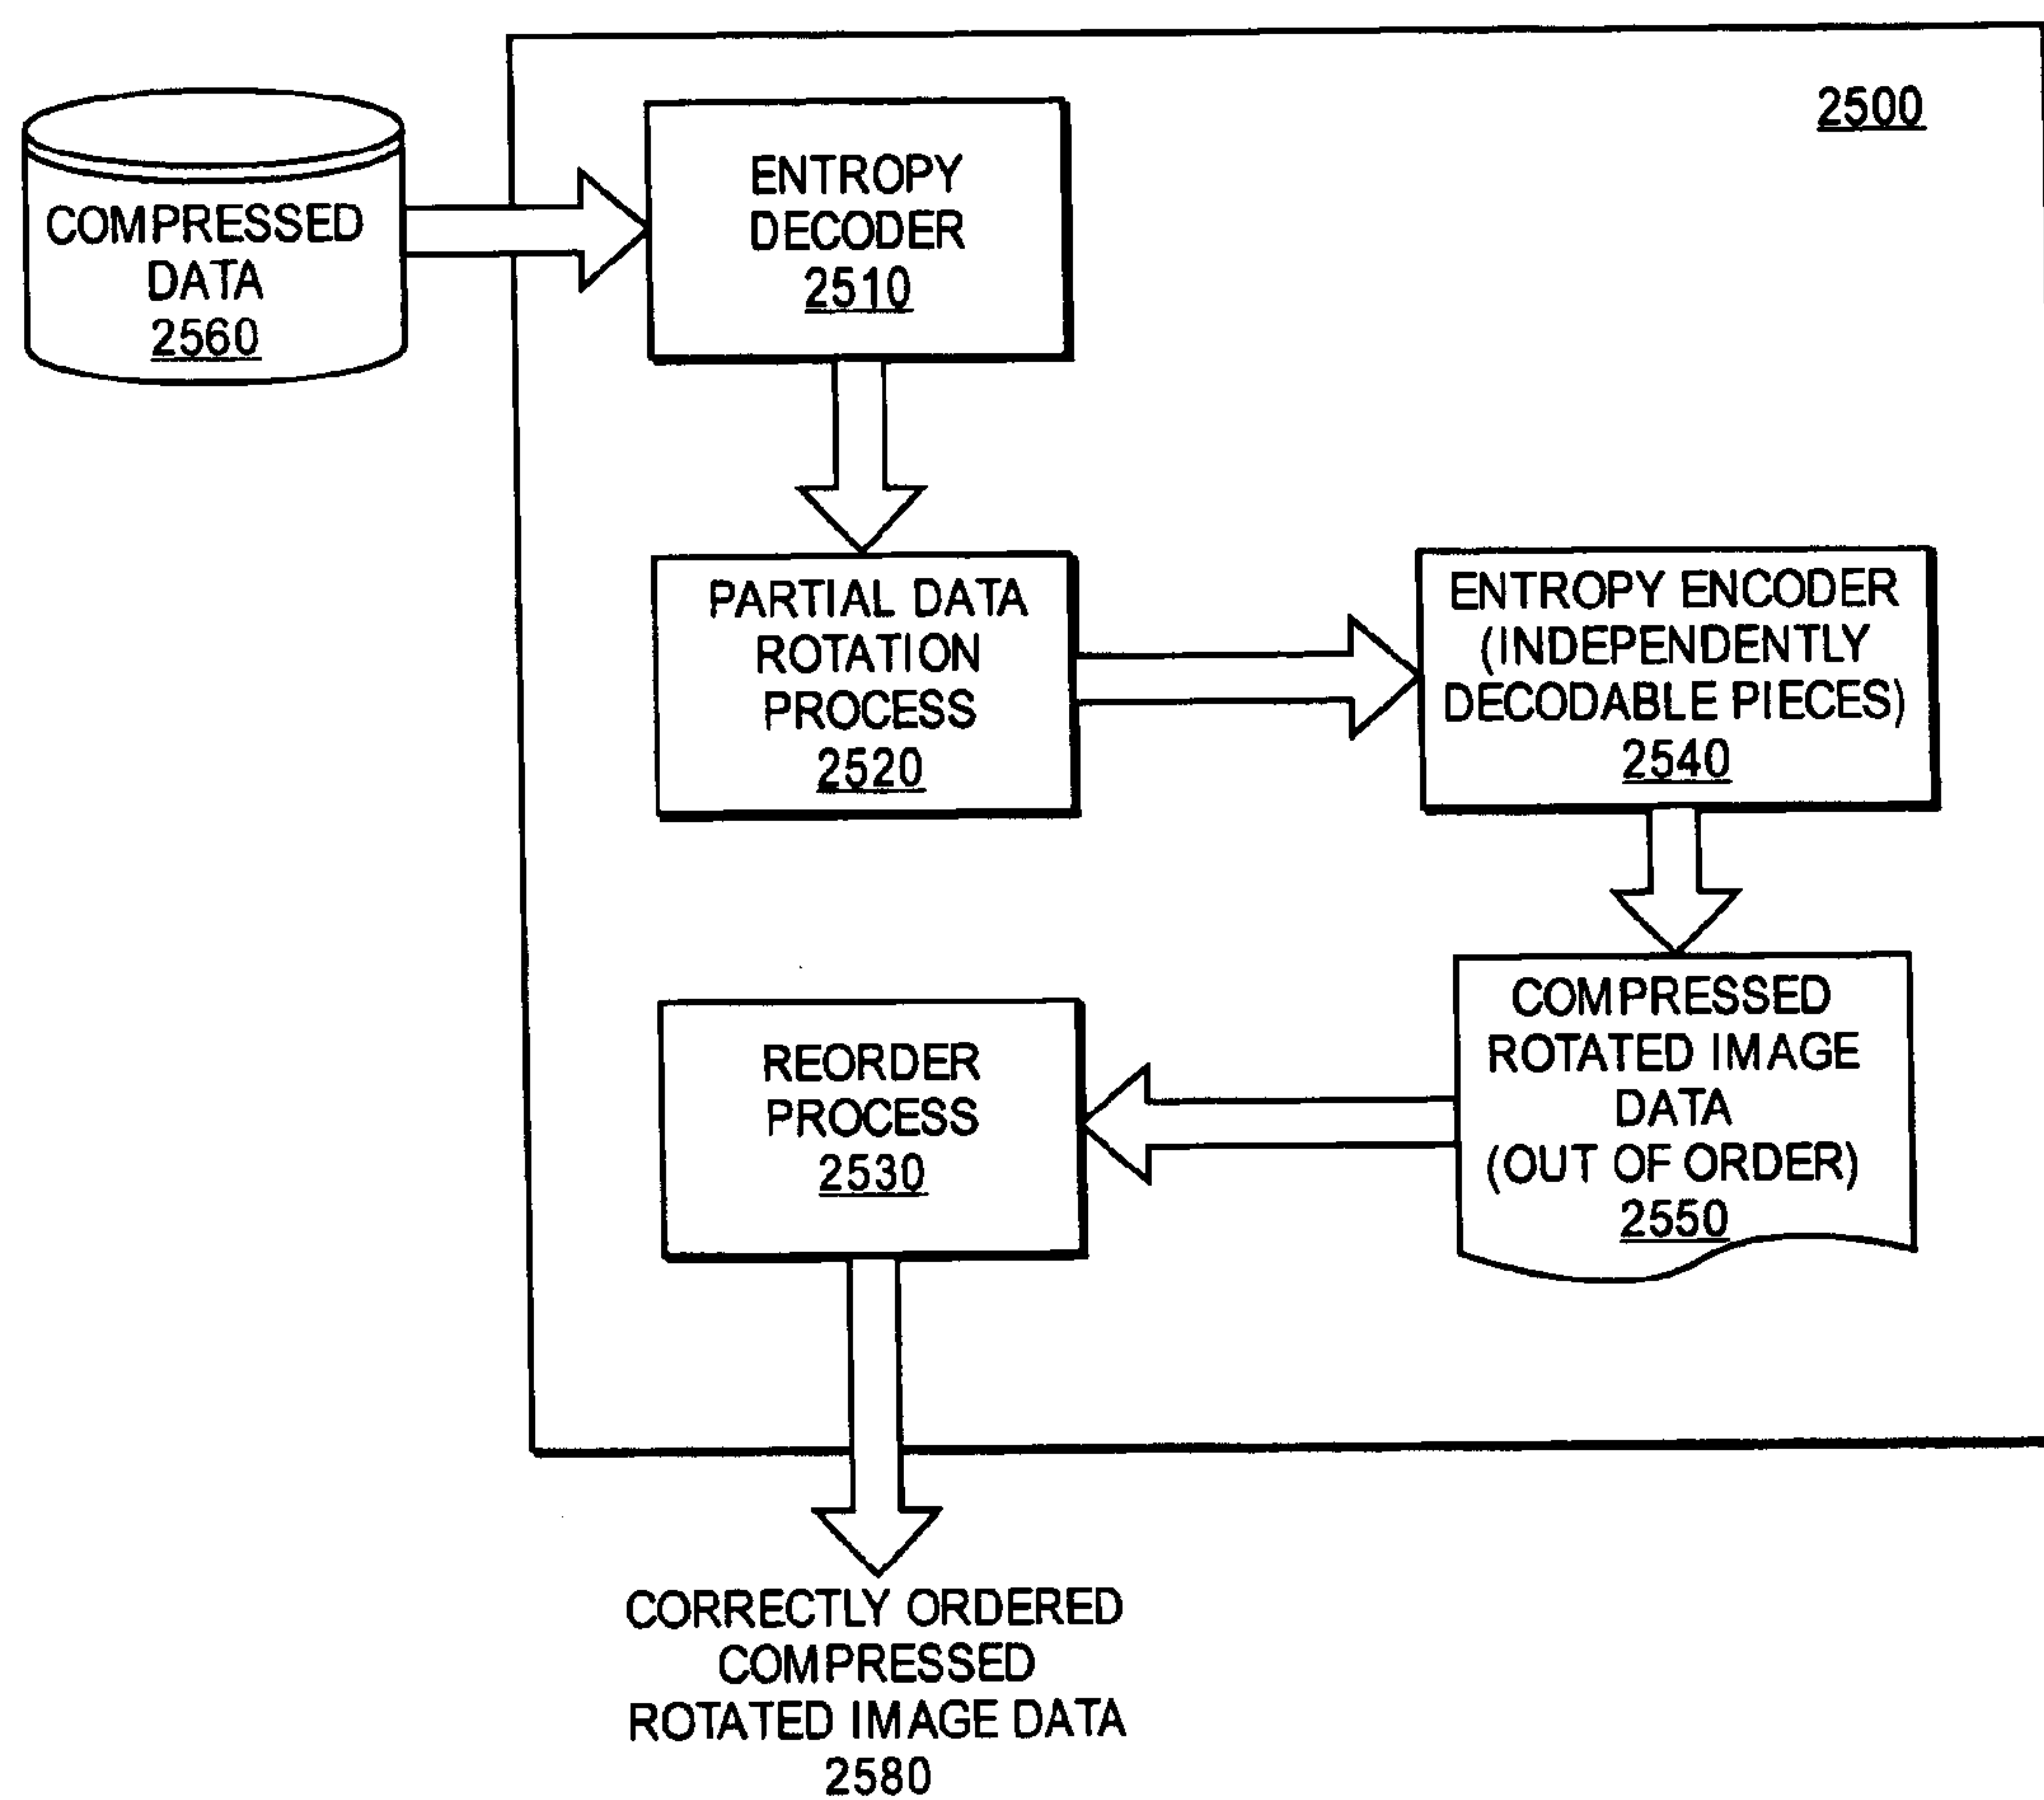 2500
COMPRESSED
DATA
2560
ENTROPY
DECODER
2510
PARTIAL DATA
ROTATION
PROCESS
2520
ENTROPY ENCODER
(INDEPENDENTLY
DECODABLE PIECES)
2540
COMPRESSED
ROTATED IMAGE
DATA
(OUT OF ORDER)
2550
REORDER
PROCESS
2530
CORRECTLY ORDERED
COMPRESSED
ROTATED IMAGE DATA
2580